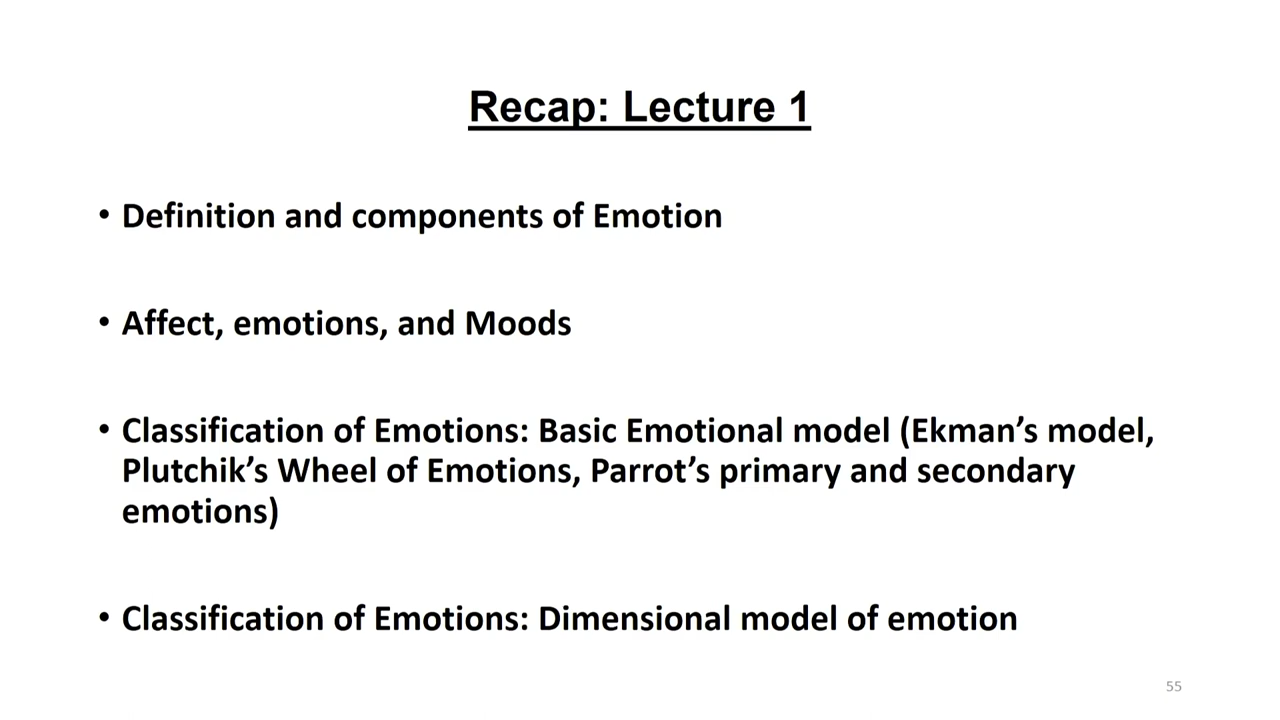 Recap: Lecture 1
• Definition and components of Emotion
• Affect, emotions, and Moods
• Classification of Emotions: Basic Emotional model (Ekman’s model,
Plutchik’s Wheel of Emotions, Parrot’s primary and secondary
emotions)
• Classification of Emotions: Dimensional model of emotion
55